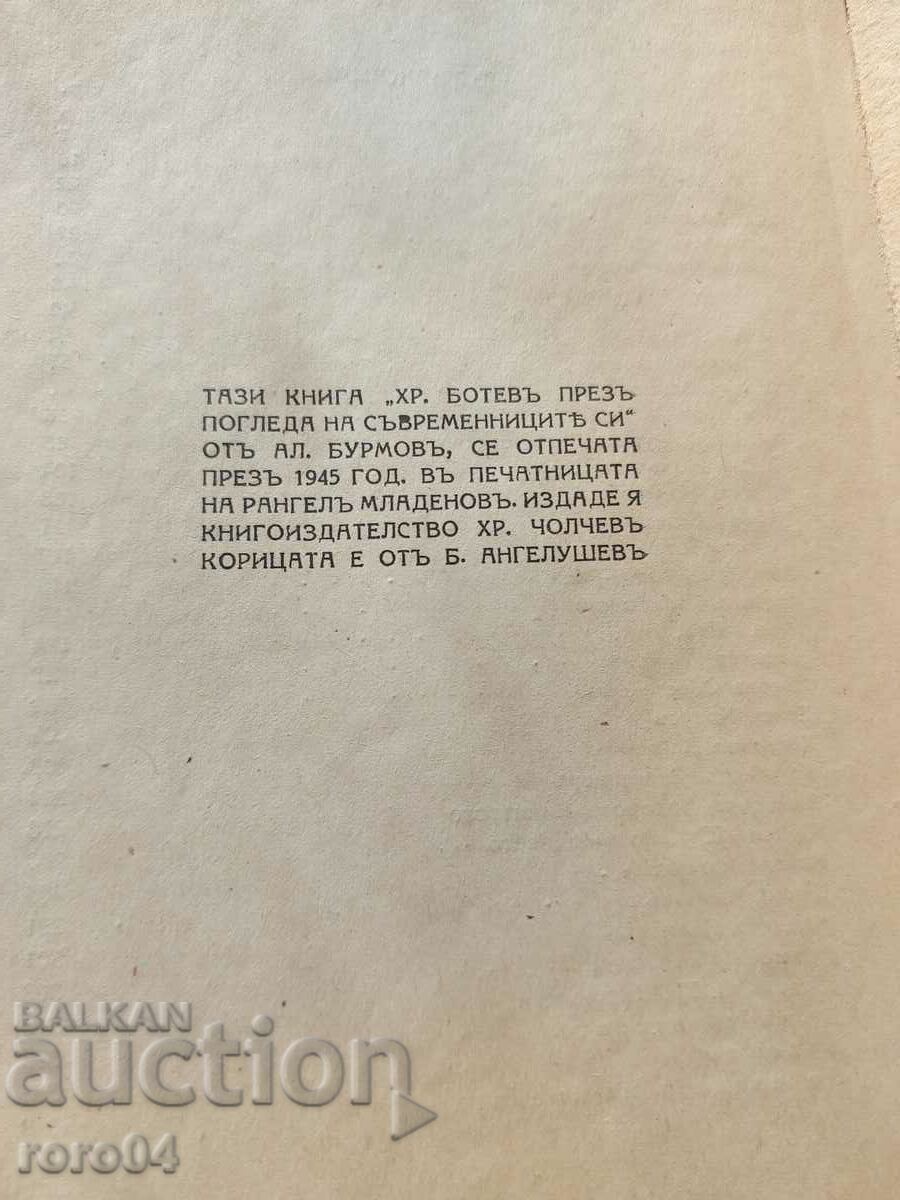 ТАЗИ КНИГА „ХР. БОТЕВЪ ПРЕЗЪ
ПОГЛЕДА НА СЪВРЕМЕННИЦИТѢ СИ“
ОТЪ АЛ. БУРМОВЪ, СЕ ОТПЕЧАТА
ПРЕЗЪ 1945 ГОД. ВЪ ПЕЧАТНИЦАТА
НА РАНГЕЛЪ МЛАДЕНОВЪ. ИЗДАДЕ Я
КНИГОИЗДАТЕЛСТВО ХР. ЧОЛЧЕВЪ
КОРИЦАТА Е ОТЪ Б. АНГЕЛУШЕВЪ
BALKAN
auction
roro04